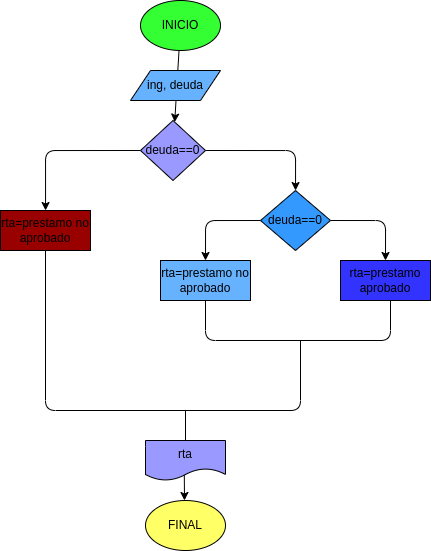 INICIO
ing, deuda
deuda==0
rta=prestamo no
aprobado
deuda==0
rta=prestamo no
aprobado
rta=prestamo
aprobado
rta
FINAL